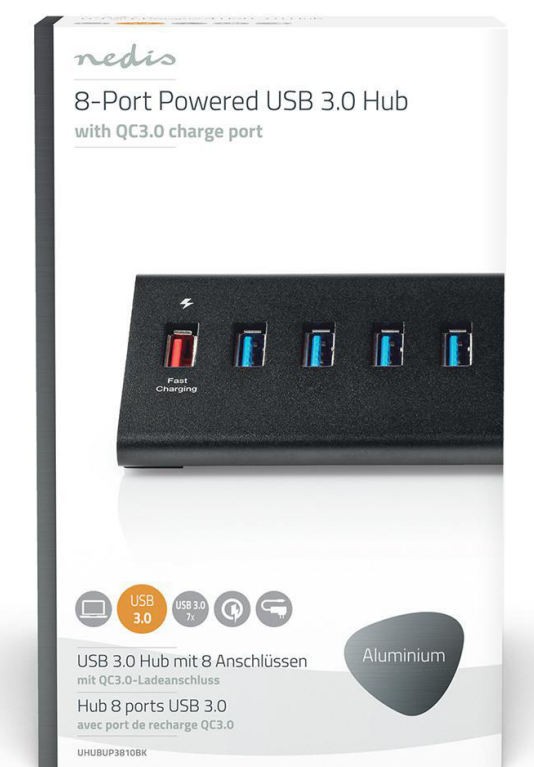 nedis
8-Port Powered USB 3.0 Hub
with QC3.0 charge port
Fast
Charging
USB
3.0
USB 3.0
7x
Aluminium
USB 3.0 Hub mit 8 Anschlüssen
mit QC3.0-Ladeanschluss
Hub 8 ports USB 3.0
avec port de recharge QC3.0
UHUBUP3810BK